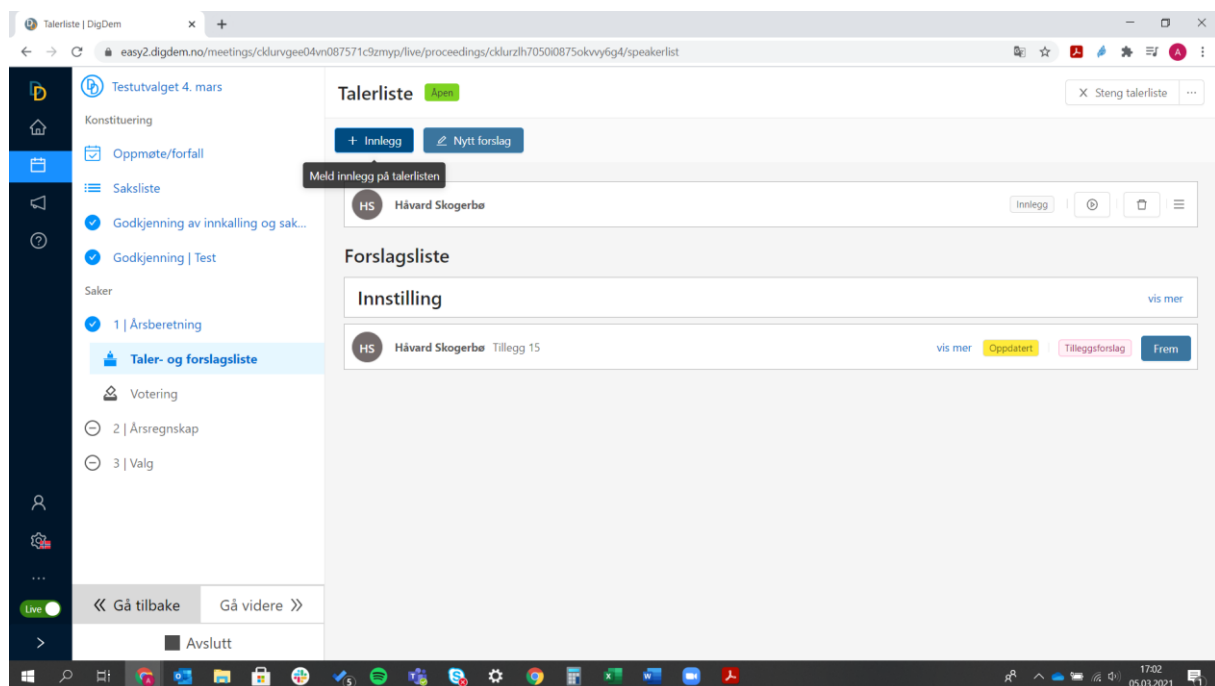 Talerliste | DigDem
easy2.digdem.no/meetings/cklurvgee04vn087571c9zmyp/live/proceedings/cklurzlh7050i0875okvvy6g4/speakerlist
A
Testutvalget 4. mars
Konstituering
Oppmøte/forfall
Saksliste
Godkjenning av innkalling og sak...
Godkjenning | Test
Saker
1 | Årsberetning
Taler- og forslagsliste
Votering
2 | Årsregnskap
3 | Valg
Live
Gå tilbake
Gå videre
Avslutt
Talerliste Åpen
X Steng talerliste ...
+ Innlegg
Nytt forslag
Meld innlegg på talerlisten
HS Håvard Skogerbø Innlegg
Forslagsliste
Innstilling vis mer
HS Håvard Skogerbø Tillegg 15 vis mer Oppdatert Tilleggsforslag Frem
17:02
05.03.2021